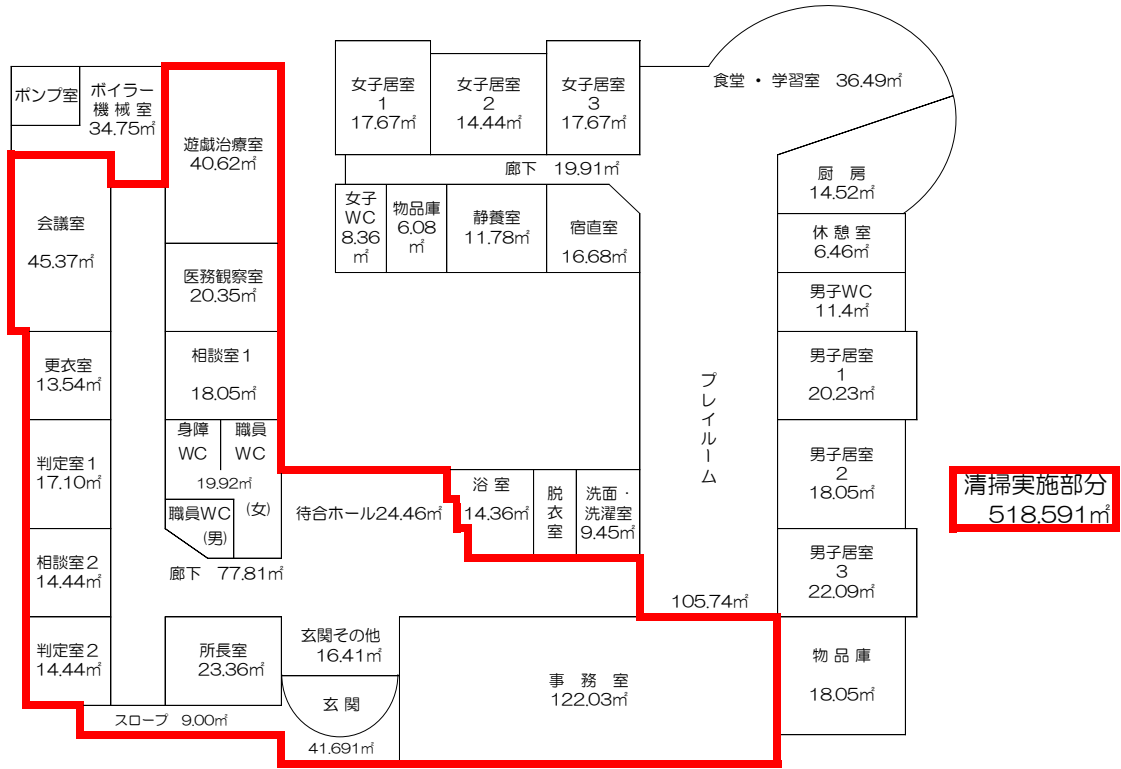 ポンプ室
ボイラー
機械室
34.75㎡
遊戯治療室
40.62㎡
会議室
45.37㎡
医務観察室
20.35㎡
更衣室
13.54㎡
相談室1
18.05㎡
判定室1
17.10㎡
身障
WC
職員
WC
19.92㎡
(女)
職員WC
(男)
相談室2
14.44㎡
廊下 77.81㎡
判定室2
14.44㎡
所長室
23.36㎡
スロープ 9.00㎡
待合ホール24.46㎡
玄関その他
16.41㎡
玄関
41.691㎡
事務室
122.03㎡
女子居室
1
17.67㎡
女子居室
2
14.44㎡
女子居室
3
17.67㎡
廊下 19.91㎡
女子
WC
8.36
㎡
物品庫
6.08
㎡
静養室
11.78㎡
宿直室
16.68㎡
浴室
14.36㎡
脱衣室
洗面・
洗濯室
9.45㎡
プレイルーム
105.74㎡
食堂・学習室 36.49㎡
厨房
14.52㎡
休憩室
6.46㎡
男子WC
11.4㎡
男子居室
1
20.23㎡
男子居室
2
18.05㎡
男子居室
3
22.09㎡
物品庫
18.05㎡
清掃実施部分
518.591㎡